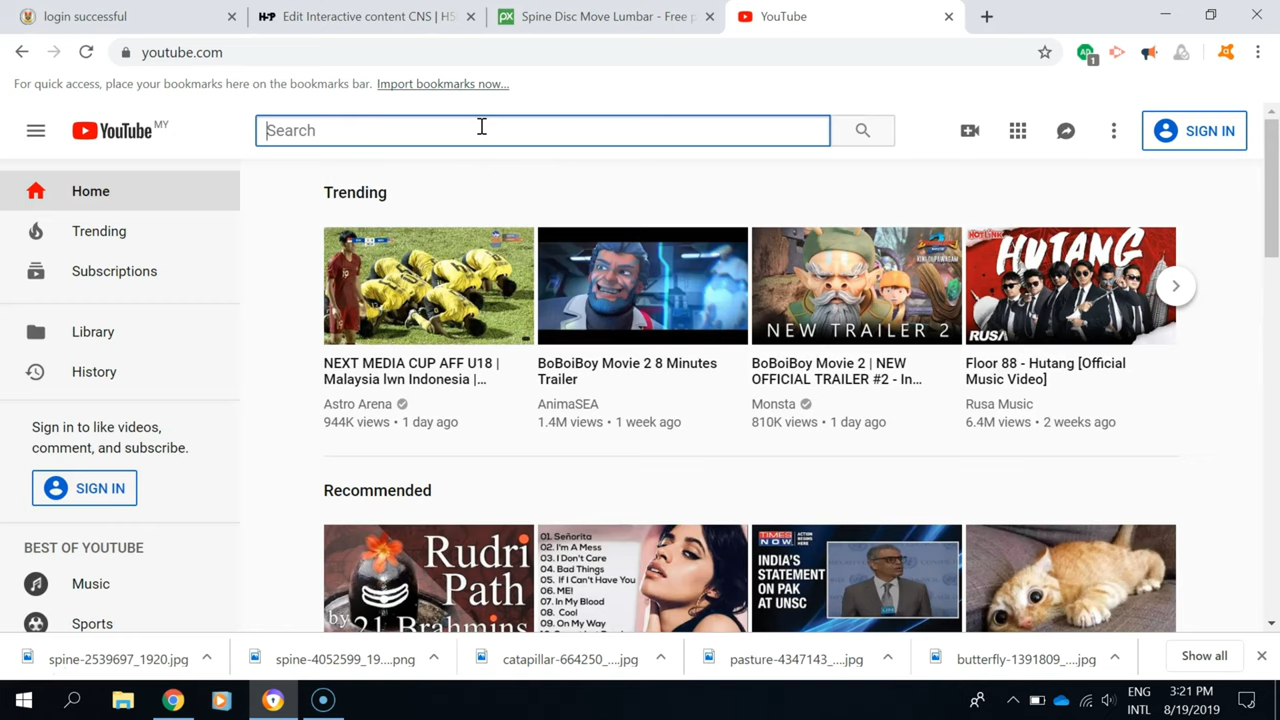 login successful
H-P Edit Interactive content CNS | H5
Spine Disc Move Lumbar - Free p
YouTube
youtube.com
1
For quick access, place your bookmarks here on the bookmarks bar. Import bookmarks now...
YouTube MY
Search
SIGN IN
Home
Trending
Subscriptions
Library
History
Sign in to like videos,
comment, and subscribe.
SIGN IN
BEST OF YOUTUBE
Music
Sports
Trending
NEW TRAILER 2
HOTLINK
HUTANG
RUSA
NEXT MEDIA CUP AFF U18 |
Malaysia lwn Indonesia |...
Astro Arena
944K views • 1 day ago
BoBoiBoy Movie 2 8 Minutes
Trailer
AnimaSEA
1.4M views • 1 week ago
BoBoiBoy Movie 2 | NEW
OFFICIAL TRAILER #2 - In...
Monsta
810K views • 1 day ago
Floor 88 - Hutang [Official
Music Video]
Rusa Music
6.4M views • 2 weeks ago
Recommended
Rudri
Path
by 21 Brahmins
01. Señorita
02. I'm A Mess
03. I Don't Care
04. Bad Things
05. If I Can't Have You
06. ME!
07. In My Blood
08. Cool
09. On My Way
TIMES NOW
ACTION BEGINS HERE
INDIA'S
STATEMENT
ON PAK
AT UNSC
spine-2539697_1920.jpg
spine-4052599_19....png
catapillar-664250_....jpg
pasture-4347143_....jpg
butterfly-1391809_....jpg
Show all
ENG
INTL
3:21 PM
8/19/2019